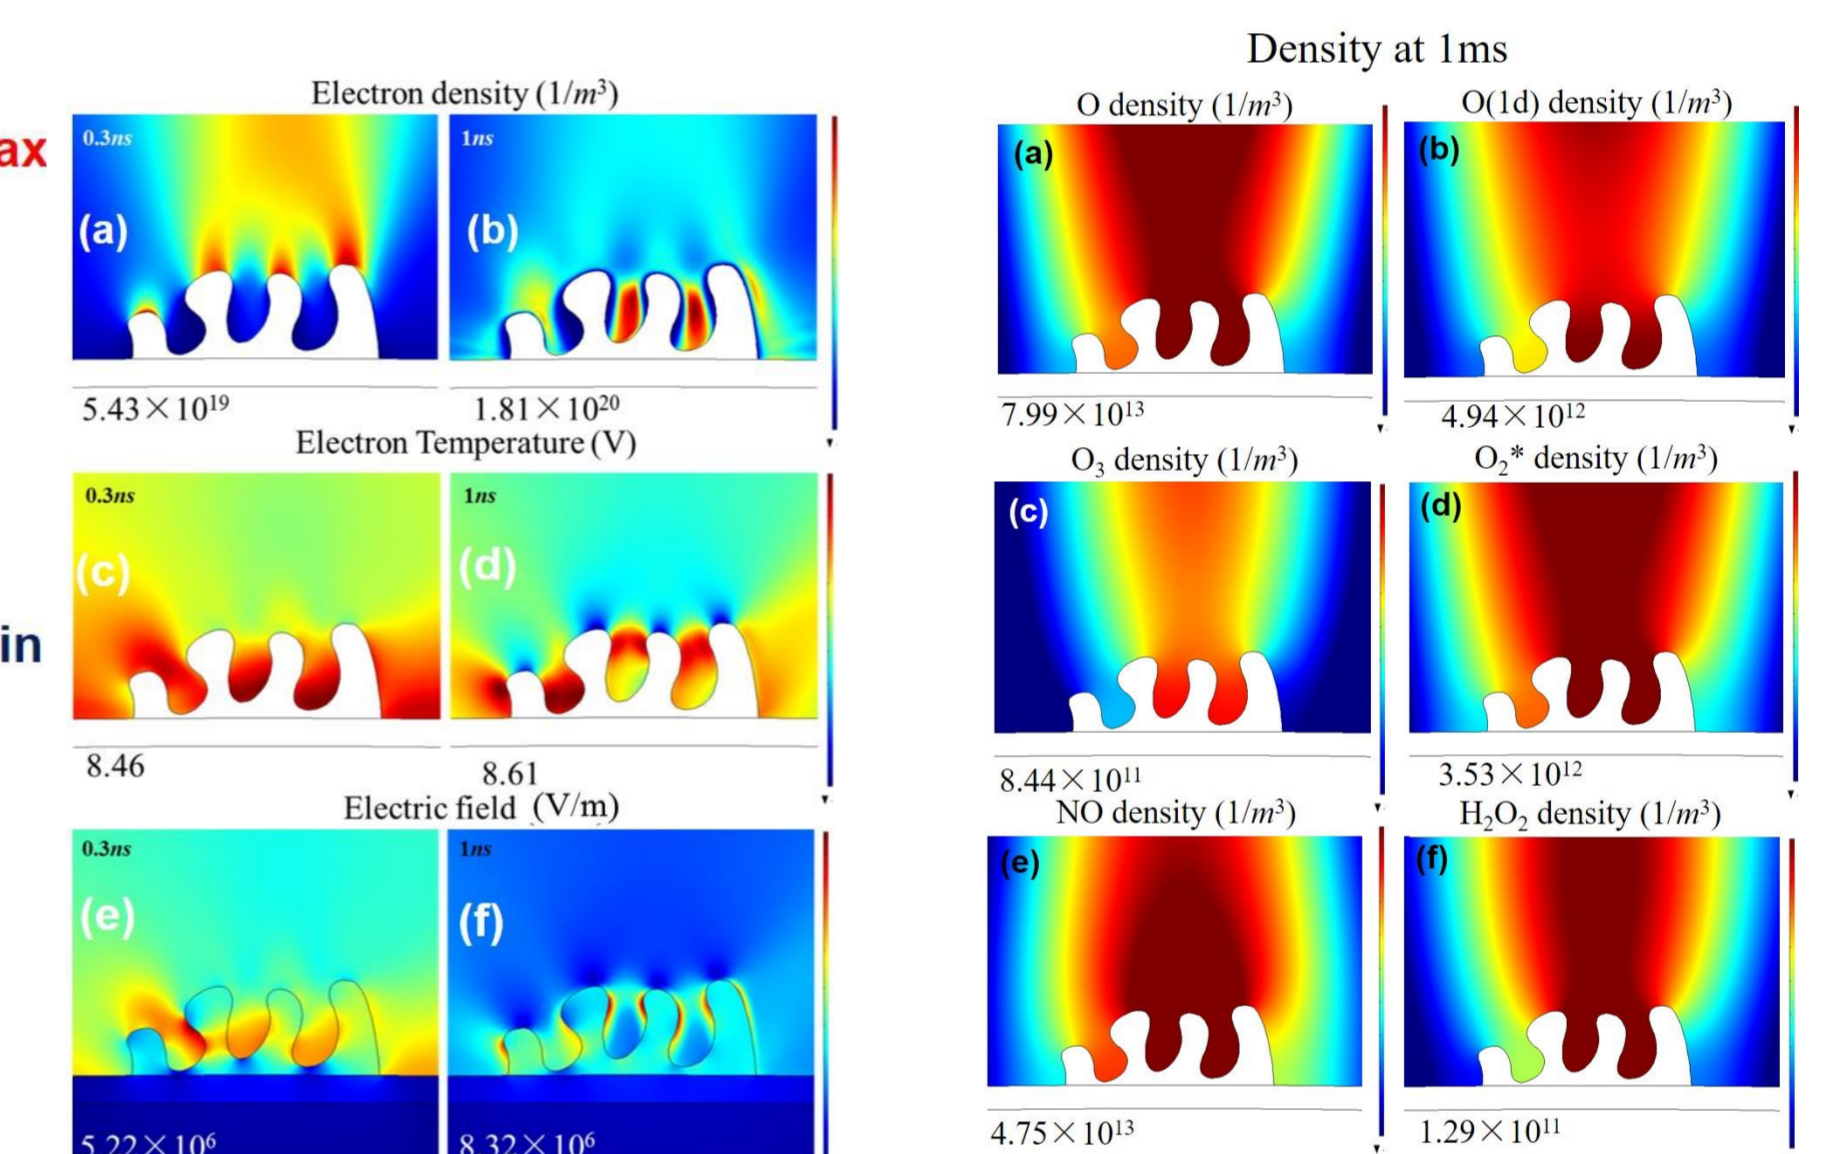 ax
in
Electron density (1/m³)
0.3ns
(a)
1ns
(b)
5.43×10¹⁹
1.81×10²⁰
Electron Temperature (V)
0.3ns
(c)
1ns
(d)
8.46
8.61
Electric field (V/m)
0.3ns
(e)
1ns
(f)
5.22×10⁶
8.32×10⁶
Density at 1ms
O density (1/m³)
O(1d) density (1/m³)
(a)
(b)
7.99×10¹³
4.94×10¹²
O₃ density (1/m³)
O₂* density (1/m³)
(c)
(d)
8.44×10¹¹
3.53×10¹²
NO density (1/m³)
H₂O₂ density (1/m³)
(e)
(f)
4.75×10¹³
1.29×10¹¹